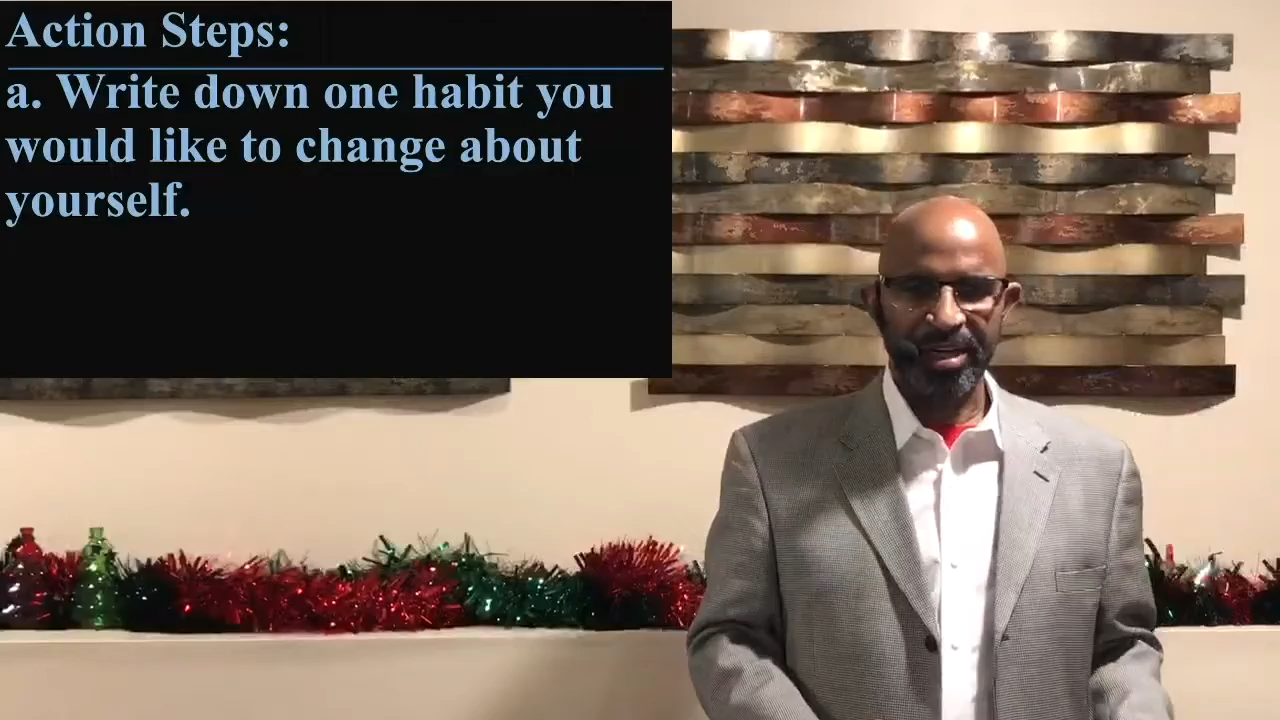 Action Steps:
a. Write down one habit you
would like to change about
yourself.